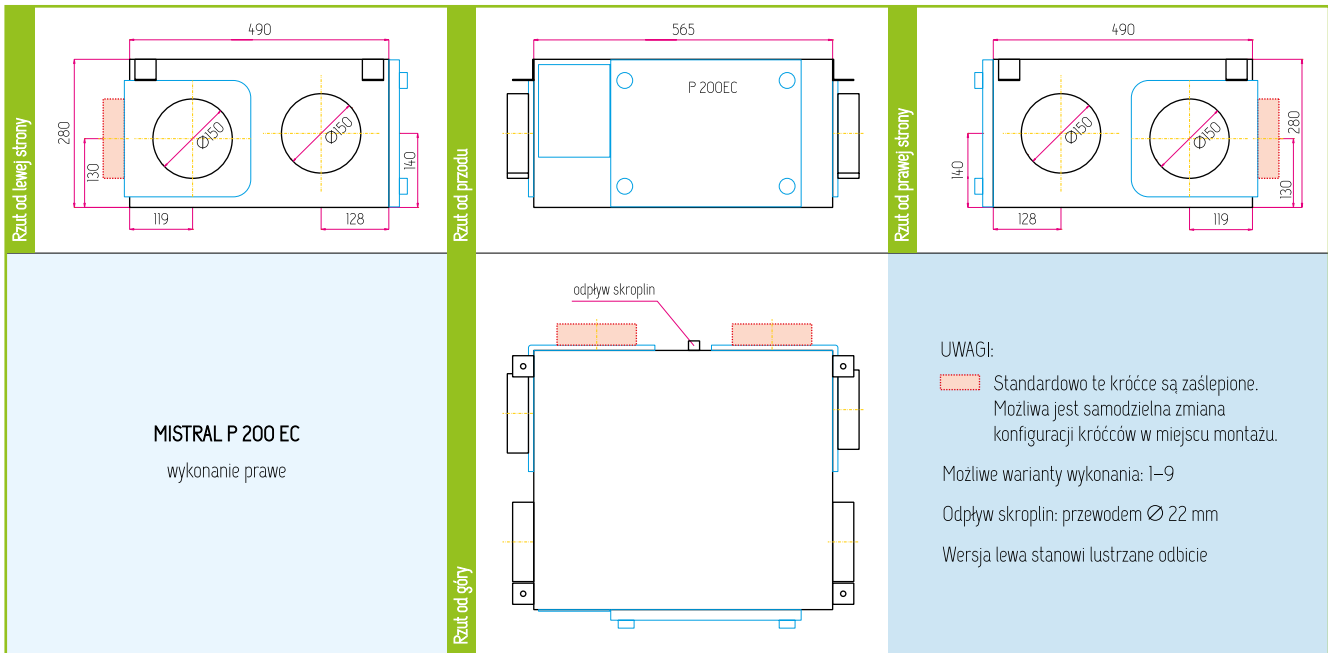 Rzut od lewej strony
490
280
130
Ø150
Ø150
140
119
128
Rzut od przodu
565
P 200EC
Rzut od prawej strony
490
Ø150
Ø150
280
140
130
128
119
MISTRAL P 200 EC
wykonanie prawe
Rzut od góry
odpływ skroplin
UWAGI:
Standardowo te króćce są zaślepione.
Możliwa jest samodzielna zmiana
konfiguracji króćców w miejscu montażu.
Możliwe warianty wykonania: 1–9
Odpływ skroplin: przewodem Ø 22 mm
Wersja lewa stanowi lustrzane odbicie